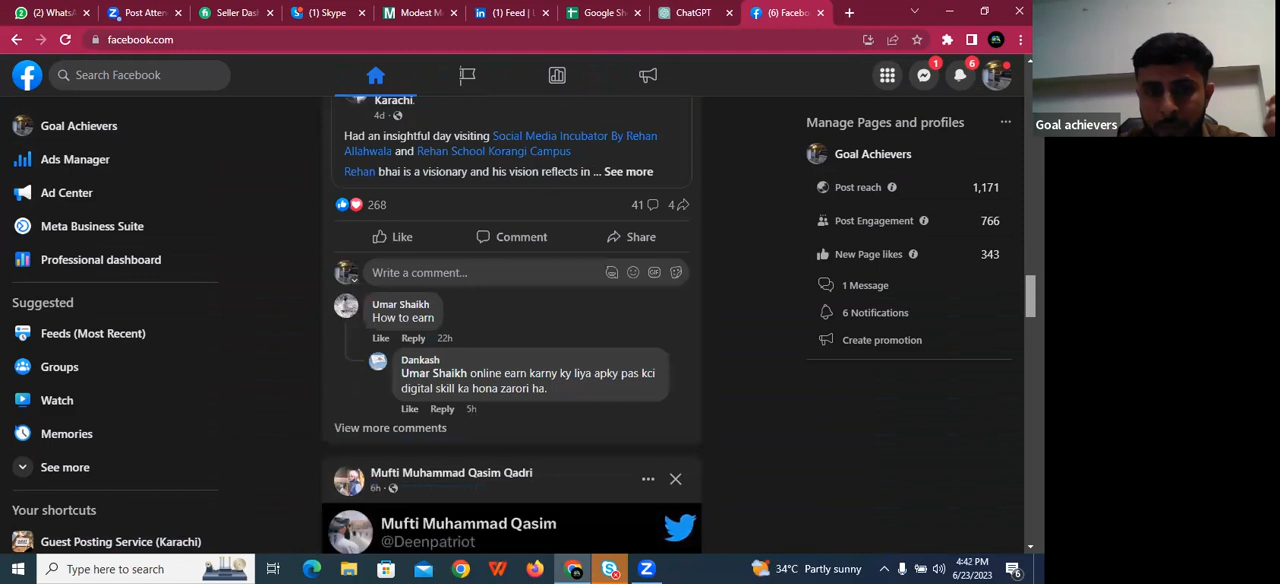 (2) WhatsA
Post Atten
Seller Das
(1) Skype
Modest M
(1) Feed | L
Google Sh
ChatGPT
(6) Facebo
facebook.com
Search Facebook
1
6
Goal achievers
Goal Achievers
Ads Manager
Ad Center
Meta Business Suite
Professional dashboard
Suggested
Feeds (Most Recent)
Groups
Watch
Memories
See more
Your shortcuts
Guest Posting Service (Karachi)
Karachi.
4d
Had an insightful day visiting Social Media Incubator By Rehan
Allahwala and Rehan School Korangi Campus
Rehan bhai is a visionary and his vision reflects in ... See more
268
41
4
Like
Comment
Share
Write a comment...
GIF
Umar Shaikh
How to earn
Like Reply 22h
Dankash
Umar Shaikh online earn karny ky liya apky pas kci
digital skill ka hona zarori ha.
Like Reply 5h
View more comments
Mufti Muhammad Qasim Qadri
6h
Mufti Muhammad Qasim
@Deenpatriot
Manage Pages and profiles
Goal Achievers
Post reach 1,171
Post Engagement 766
New Page likes 343
1 Message
6 Notifications
Create promotion
Type here to search
34°C Partly sunny
4:42 PM
6/23/2023
6